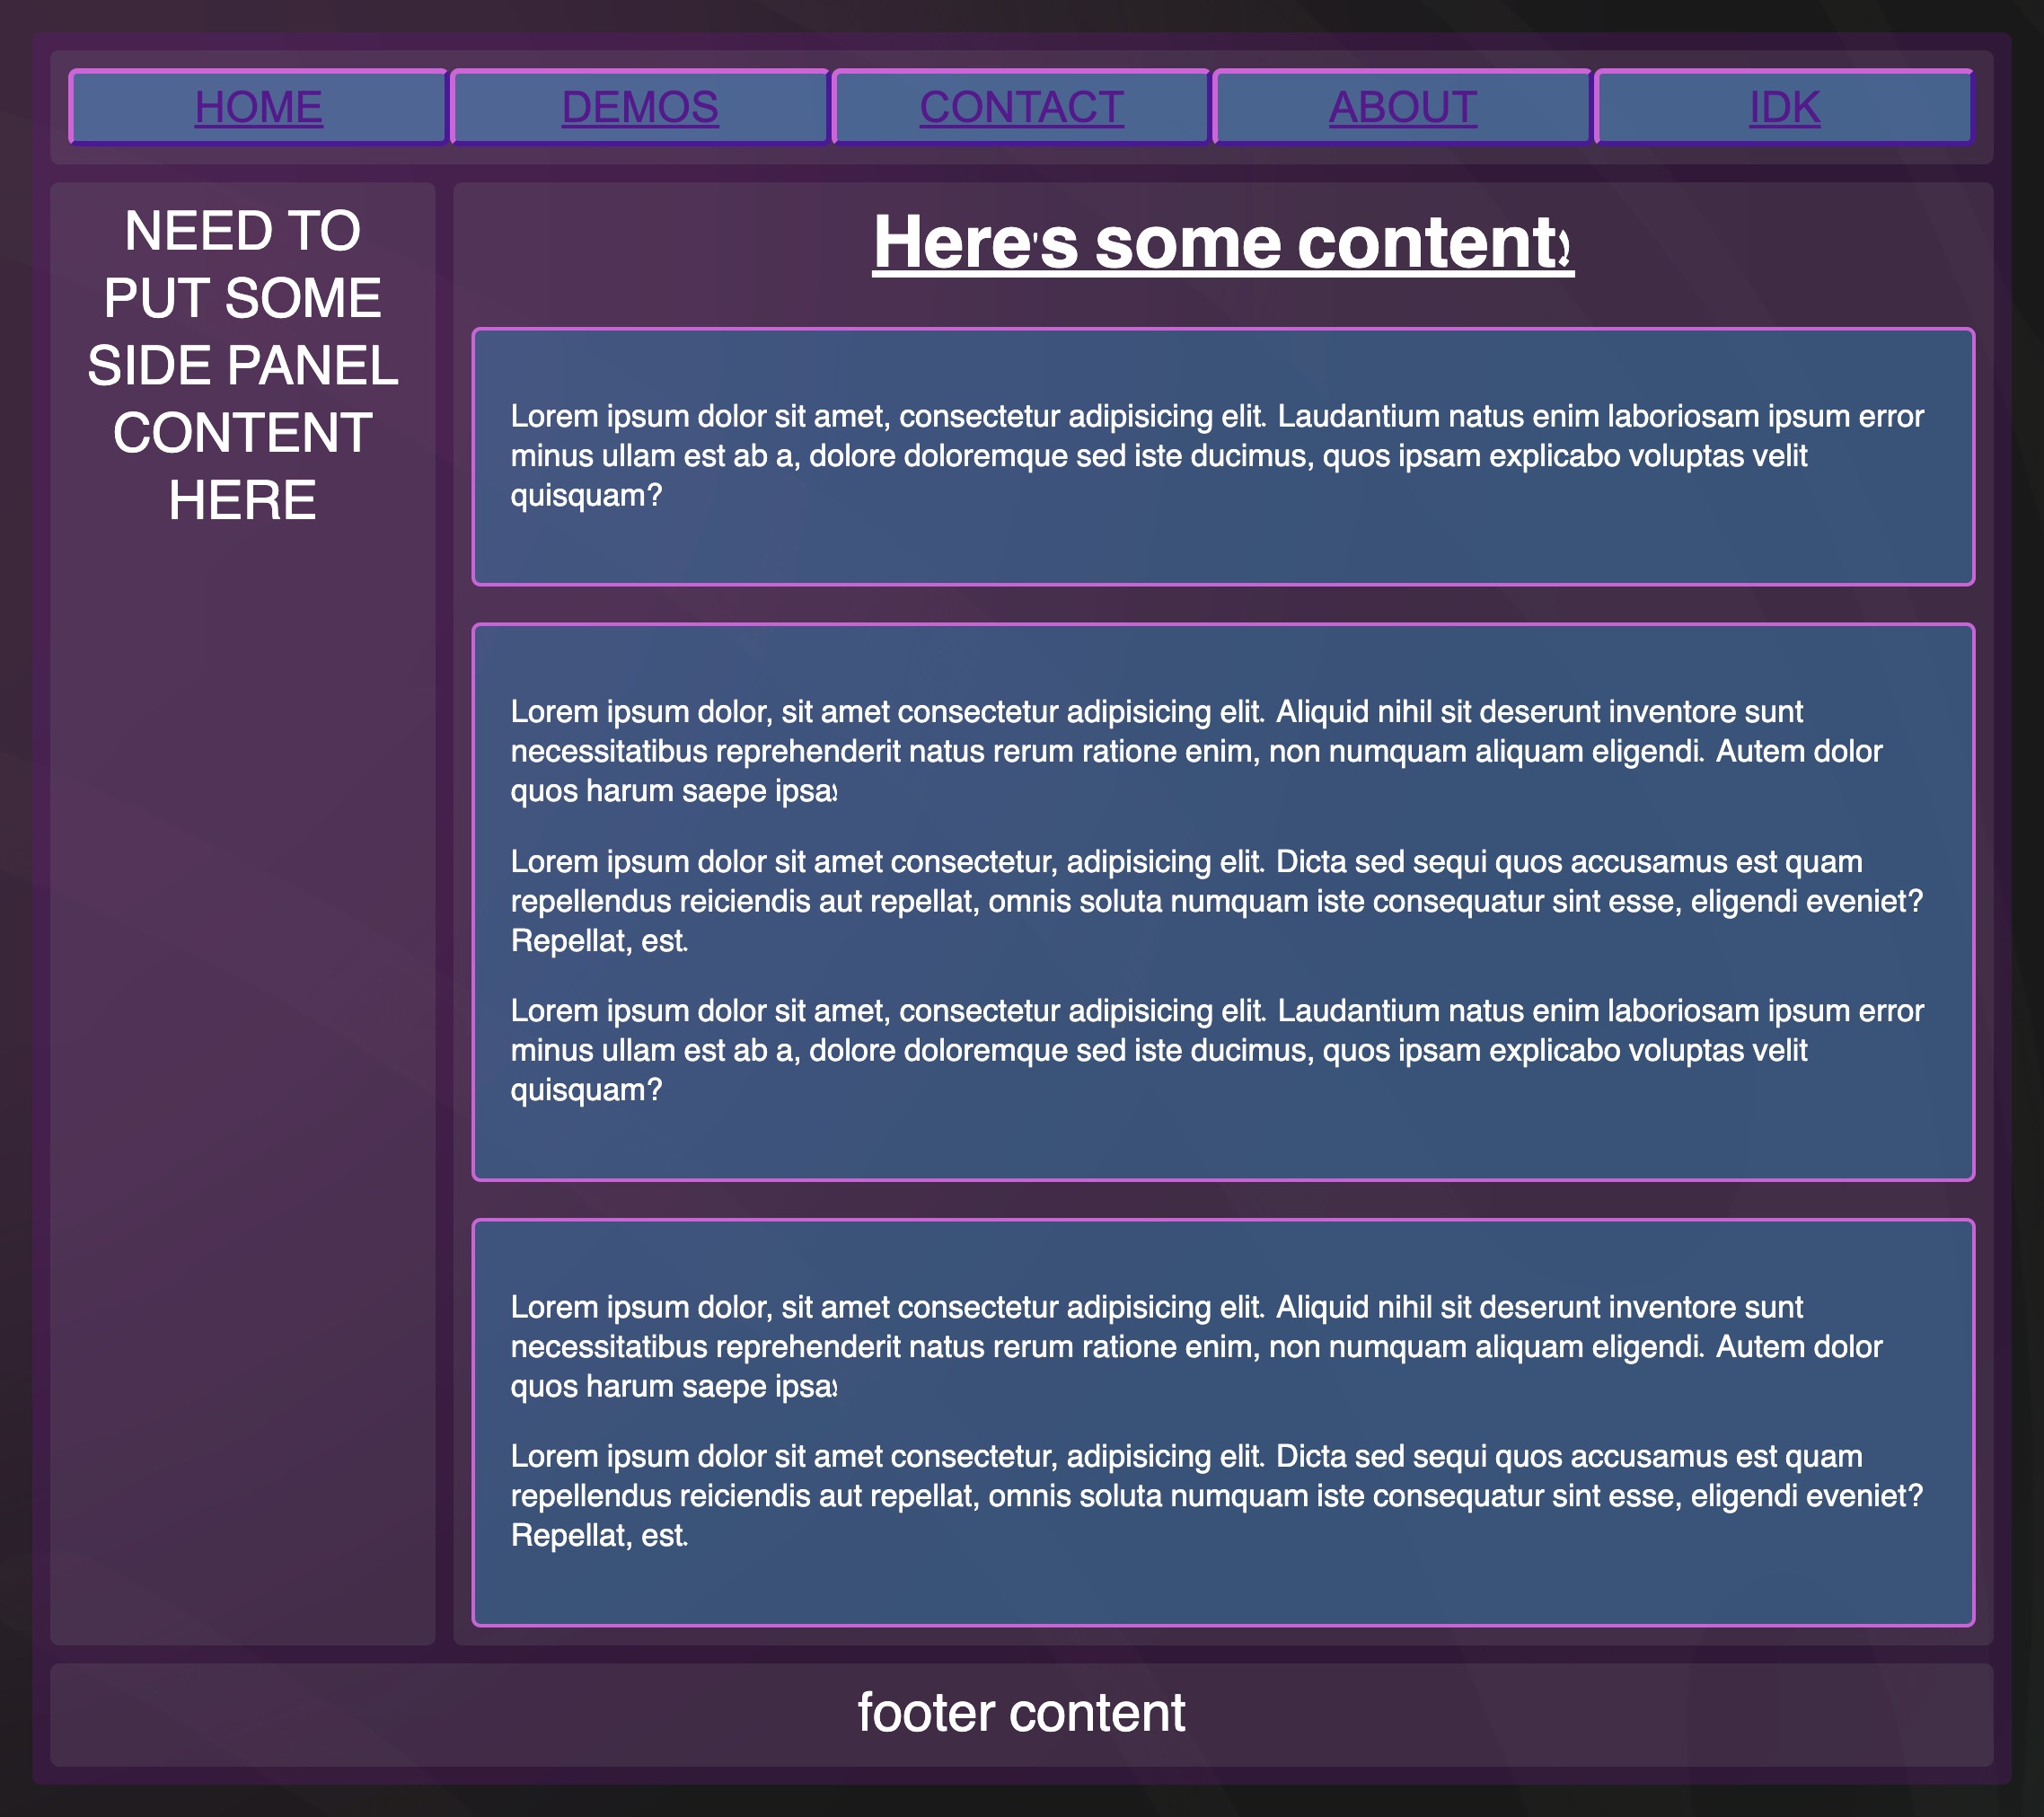 HOME DEMOS CONTACT ABOUT IDK
NEED TO
PUT SOME
SIDE PANEL
CONTENT
HERE
Here's some content!
Lorem ipsum dolor sit amet, consectetur adipisicing elit. Laudantium natus enim laboriosam ipsum error
minus ullam est ab a, dolore doloremque sed iste ducimus, quos ipsam explicabo voluptas velit
quisquam?
Lorem ipsum dolor, sit amet consectetur adipisicing elit. Aliquid nihil sit deserunt inventore sunt
necessitatibus reprehenderit natus rerum ratione enim, non numquam aliquam eligendi. Autem dolor
quos harum saepe ipsa!
Lorem ipsum dolor sit amet consectetur, adipisicing elit. Dicta sed sequi quos accusamus est quam
repellendus reiciendis aut repellat, omnis soluta numquam iste consequatur sint esse, eligendi eveniet?
Repellat, est.
Lorem ipsum dolor sit amet, consectetur adipisicing elit. Laudantium natus enim laboriosam ipsum error
minus ullam est ab a, dolore doloremque sed iste ducimus, quos ipsam explicabo voluptas velit
quisquam?
Lorem ipsum dolor, sit amet consectetur adipisicing elit. Aliquid nihil sit deserunt inventore sunt
necessitatibus reprehenderit natus rerum ratione enim, non numquam aliquam eligendi. Autem dolor
quos harum saepe ipsa!
Lorem ipsum dolor sit amet consectetur, adipisicing elit. Dicta sed sequi quos accusamus est quam
repellendus reiciendis aut repellat, omnis soluta numquam iste consequatur sint esse, eligendi eveniet?
Repellat, est.
footer content